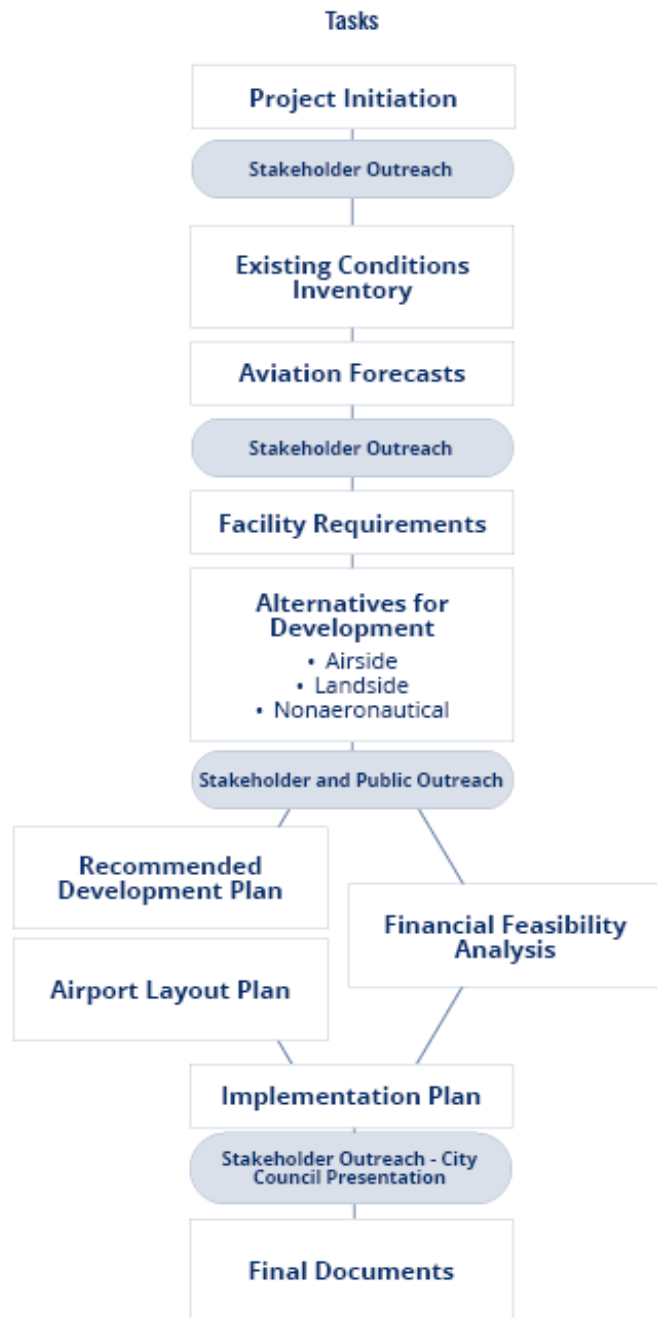 Tasks
Project Initiation
Stakeholder Outreach
Existing Conditions
Inventory
Aviation Forecasts
Stakeholder Outreach
Facility Requirements
Alternatives for
Development
• Airside
• Landside
• Nonaeronautical
Stakeholder and Public Outreach
Recommended
Development Plan
Financial Feasibility
Analysis
Airport Layout Plan
Implementation Plan
Stakeholder Outreach - City
Council Presentation
Final Documents